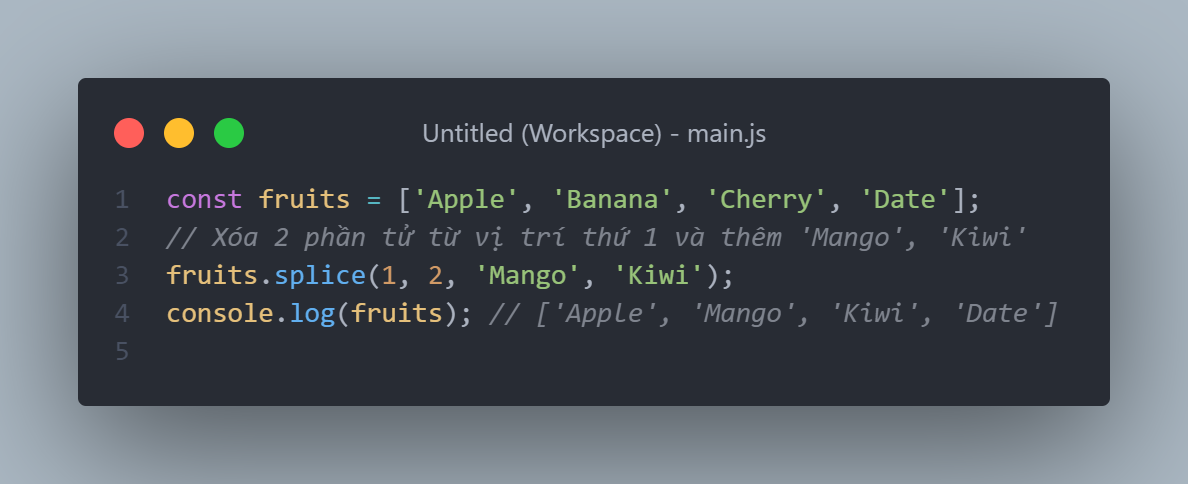 Untitled (Workspace) - main.js
1 const fruits = ['Apple', 'Banana', 'Cherry', 'Date'];
2 // Xóa 2 phần tử từ vị trí thứ 1 và thêm 'Mango', 'Kiwi'
3 fruits.splice(1, 2, 'Mango', 'Kiwi');
4 console.log(fruits); // ['Apple', 'Mango', 'Kiwi', 'Date']
5